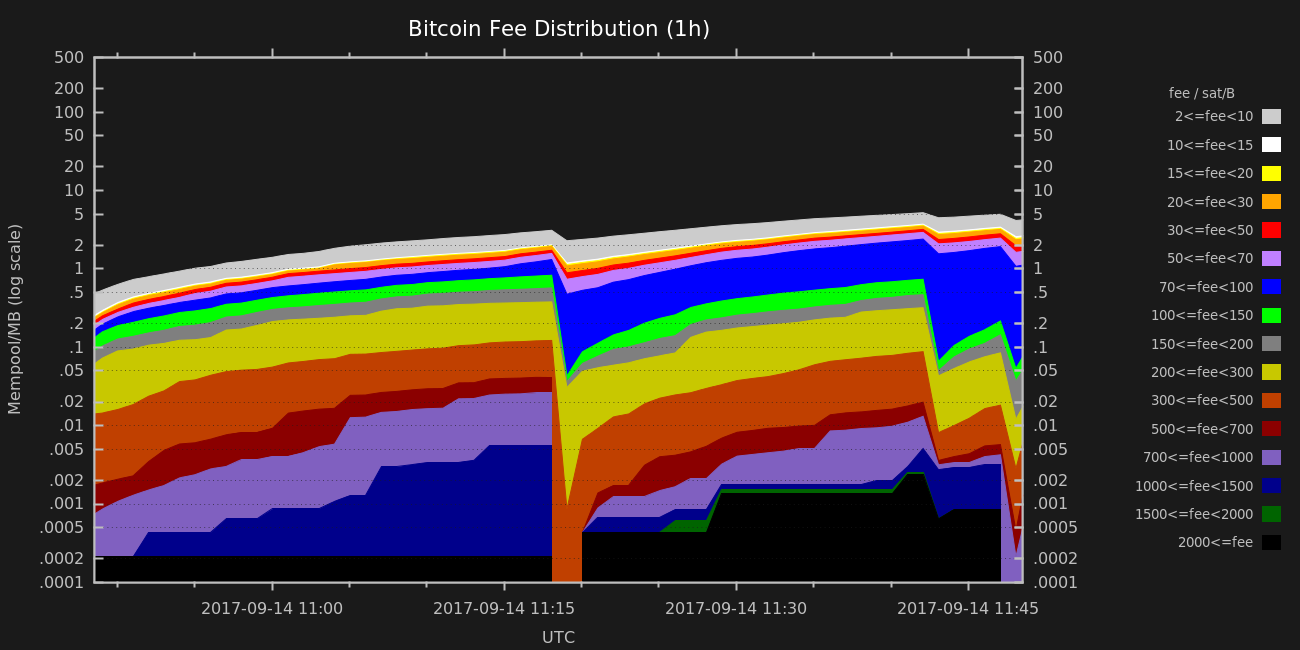 Bitcoin Fee Distribution (1h)
500
200
100
50
20
10
5
2
1
.5
.2
.1
.05
.02
.01
.005
.002
.001
.0005
.0002
.0001
Mempool/MB (log scale)
500
200
100
50
20
10
5
2
1
.5
.2
.1
.05
.02
.01
.005
.002
.001
.0005
.0002
.0001
2017-09-14 11:00
2017-09-14 11:15
2017-09-14 11:30
2017-09-14 11:45
UTC
fee / sat/B
2<=fee<10
10<=fee<15
15<=fee<20
20<=fee<30
30<=fee<50
50<=fee<70
70<=fee<100
100<=fee<150
150<=fee<200
200<=fee<300
300<=fee<500
500<=fee<700
700<=fee<1000
1000<=fee<1500
1500<=fee<2000
2000<=fee